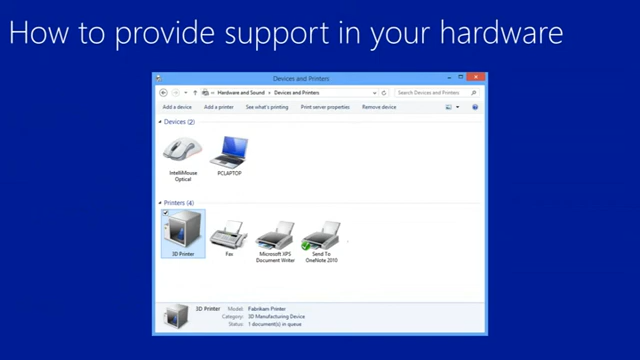 How to provide support in your hardware
Devices and Printers
Hardware and Sound
Devices and Printers
Search Devices and Printers
Add a device
Add a printer
See what's printing
Print server properties
Remove device
Devices (2)
IntelliMouse
Optical
PCLAPTOP
Printers (4)
3D Printer
Fax
Microsoft XPS
Document Writer
Send To
OneNote 2010
3D Printer
Model: Fabrikam Printer
Category: 3D Manufacturing Device
Status: 1 document(s) in queue